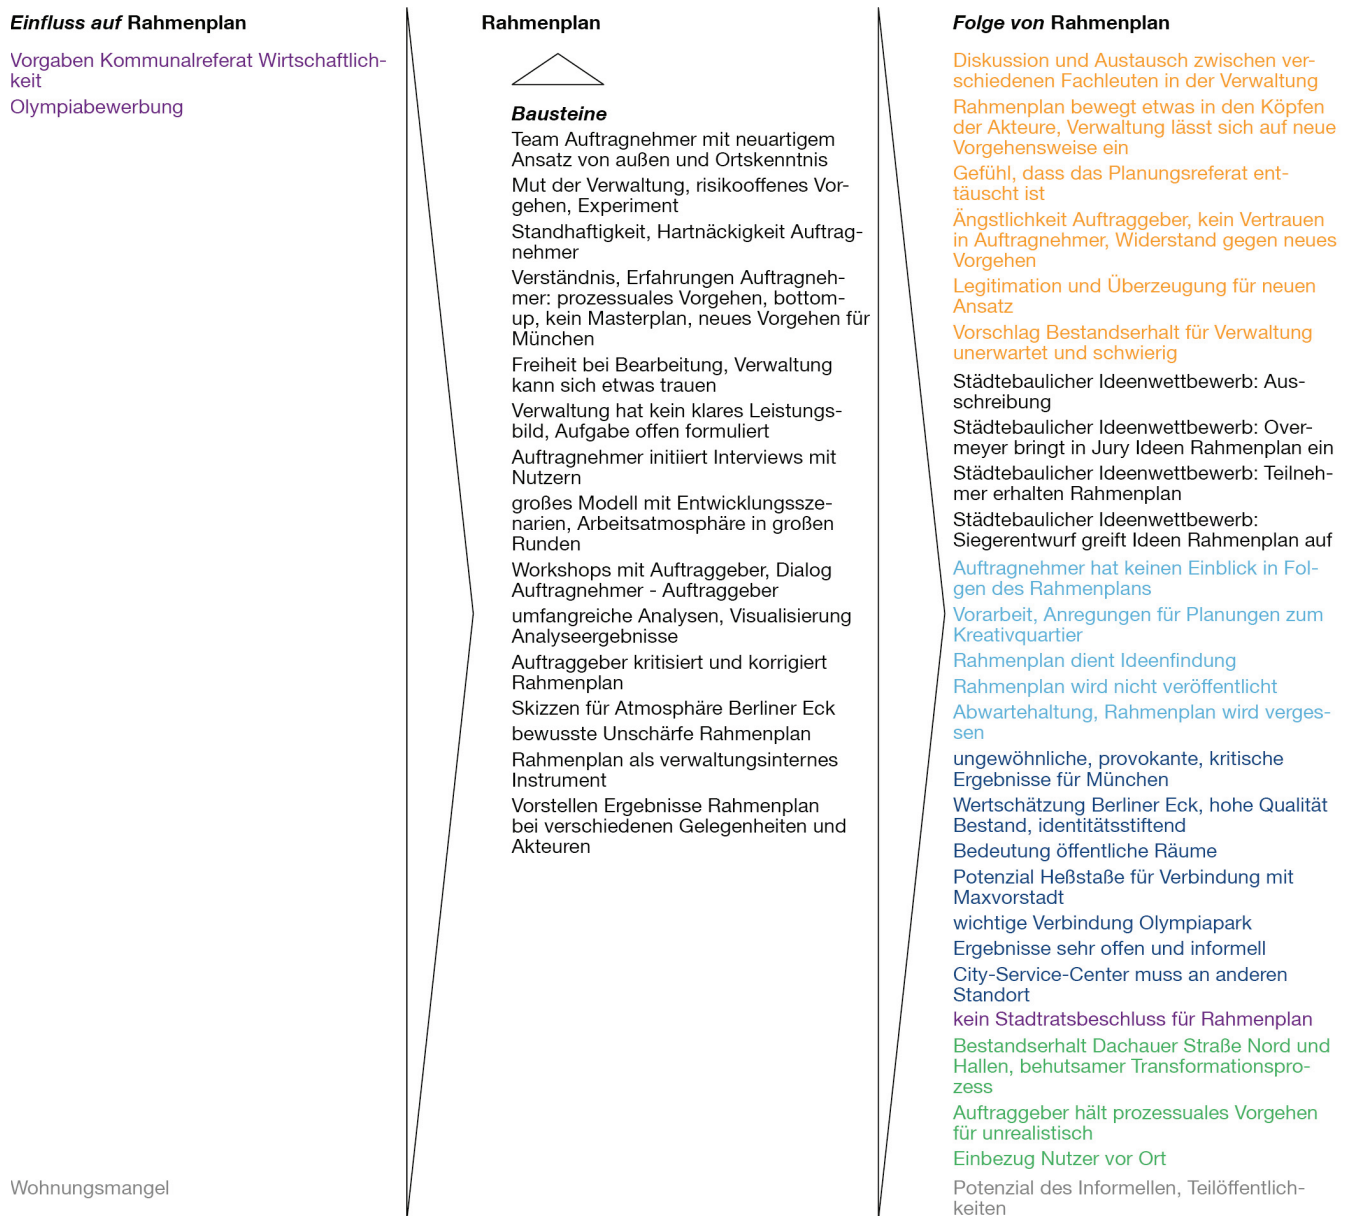 Einfluss auf Rahmenplan
Vorgaben Kommunalreferat Wirtschaftlich-
keit
Olympiabewerbung
Wohnungsmangel
Rahmenplan
Bausteine
Team Auftragnehmer mit neuartigem
Ansatz von außen und Ortskenntnis
Mut der Verwaltung, risikooffenes Vor-
gehen, Experiment
Standhaftigkeit, Hartnäckigkeit Auftrag-
nehmer
Verständnis, Erfahrungen Auftragneh-
mer: prozessuales Vorgehen, bottom-
up, kein Masterplan, neues Vorgehen für
München
Freiheit bei Bearbeitung, Verwaltung
kann sich etwas trauen
Verwaltung hat kein klares Leistungs-
bild, Aufgabe offen formuliert
Auftragnehmer initiiert Interviews mit
Nutzern
großes Modell mit Entwicklungssze-
narien, Arbeitsatmosphäre in großen
Runden
Workshops mit Auftraggeber, Dialog
Auftragnehmer - Auftraggeber
umfangreiche Analysen, Visualisierung
Analyseergebnisse
Auftraggeber kritisiert und korrigiert
Rahmenplan
Skizzen für Atmosphäre Berliner Eck
bewusste Unschärfe Rahmenplan
Rahmenplan als verwaltungsinternes
Instrument
Vorstellen Ergebnisse Rahmenplan
bei verschiedenen Gelegenheiten und
Akteuren
Folge von Rahmenplan
Diskussion und Austausch zwischen ver-
schiedenen Fachleuten in der Verwaltung
Rahmenplan bewegt etwas in den Köpfen
der Akteure, Verwaltung lässt sich auf neue
Vorgehensweise ein
Gefühl, dass das Planungsreferat ent-
täuscht ist
Ängstlichkeit Auftraggeber, kein Vertrauen
in Auftragnehmer, Widerstand gegen neues
Vorgehen
Legitimation und Überzeugung für neuen
Ansatz
Vorschlag Bestandserhalt für Verwaltung
unerwartet und schwierig
Städtebaulicher Ideenwettbewerb: Aus-
schreibung
Städtebaulicher Ideenwettbewerb: Over-
meyer bringt in Jury Ideen Rahmenplan ein
Städtebaulicher Ideenwettbewerb: Teilneh-
mer erhalten Rahmenplan
Städtebaulicher Ideenwettbewerb:
Siegerentwurf greift Ideen Rahmenplan auf
Auftragnehmer hat keinen Einblick in Fol-
gen des Rahmenplans
Vorarbeit, Anregungen für Planungen zum
Kreativquartier
Rahmenplan dient Ideenfindung
Rahmenplan wird nicht veröffentlicht
Abwartehaltung, Rahmenplan wird verges-
sen
ungewöhnliche, provokante, kritische
Ergebnisse für München
Wertschätzung Berliner Eck, hohe Qualität
Bestand, identitätsstiftend
Bedeutung öffentliche Räume
Potenzial Heßstaße für Verbindung mit
Maxvorstadt
wichtige Verbindung Olympiapark
Ergebnisse sehr offen und informell
City-Service-Center muss an anderen
Standort
kein Stadtratsbeschluss für Rahmenplan
Bestandserhalt Dachauer Straße Nord und
Hallen, behutsamer Transformationspro-
zess
Auftraggeber hält prozessuales Vorgehen
für unrealistisch
Einbezug Nutzer vor Ort
Potenzial des Informellen, Teilöffentlich-
keiten